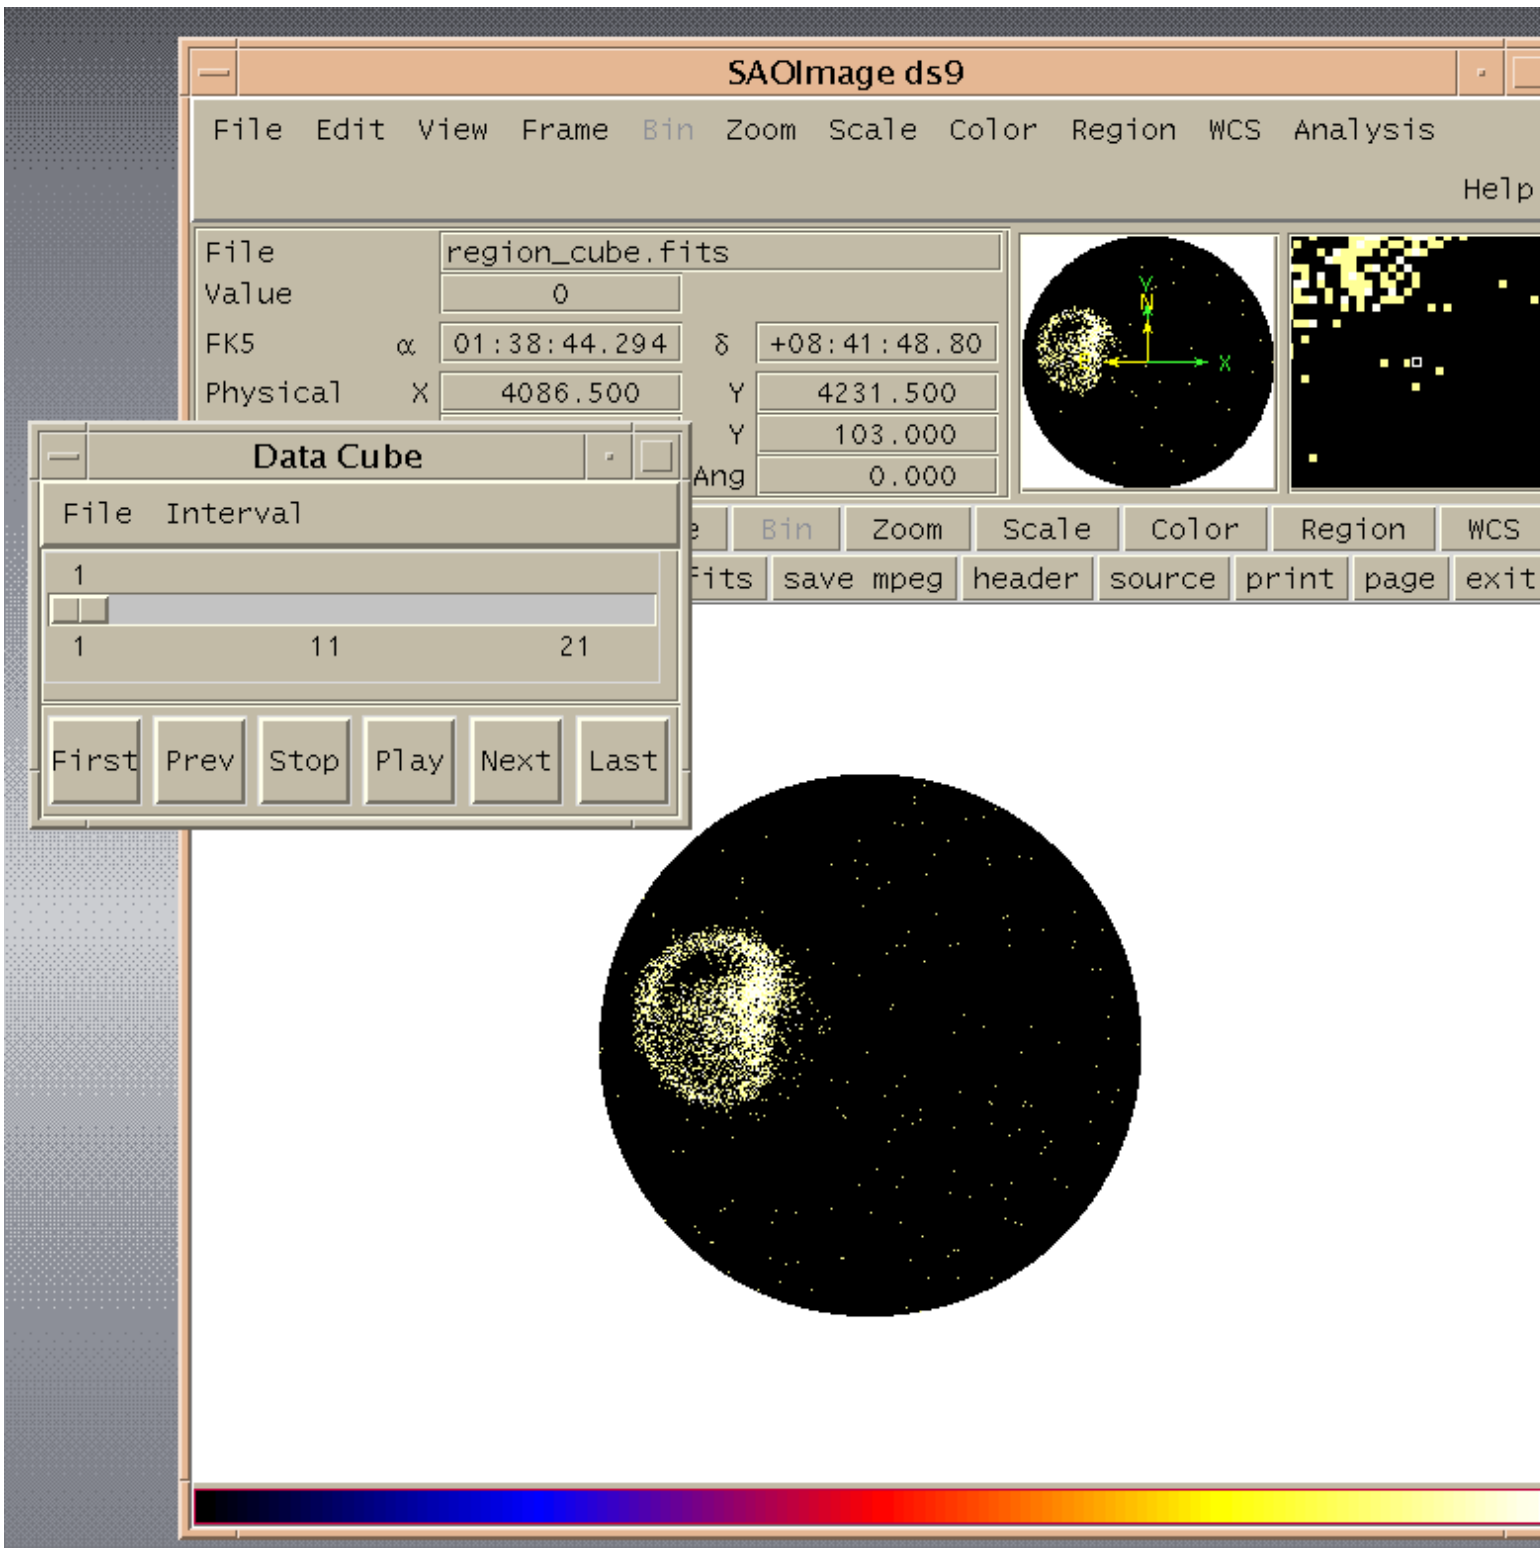 SAOImage ds9
File Edit View Frame Bin Zoom Scale Color Region WCS Analysis
Help
File region_cube.fits
Value 0
FK5 α 01:38:44.294 δ +08:41:48.80
Physical X 4086.500 Y 4231.500
Y 103.000
Ang 0.000
Y
N
X
Data Cube
File Interval
1
1 11 21
First Prev Stop Play Next Last
Bin Zoom Scale Color Region WCS
fits save mpeg header source print page exit